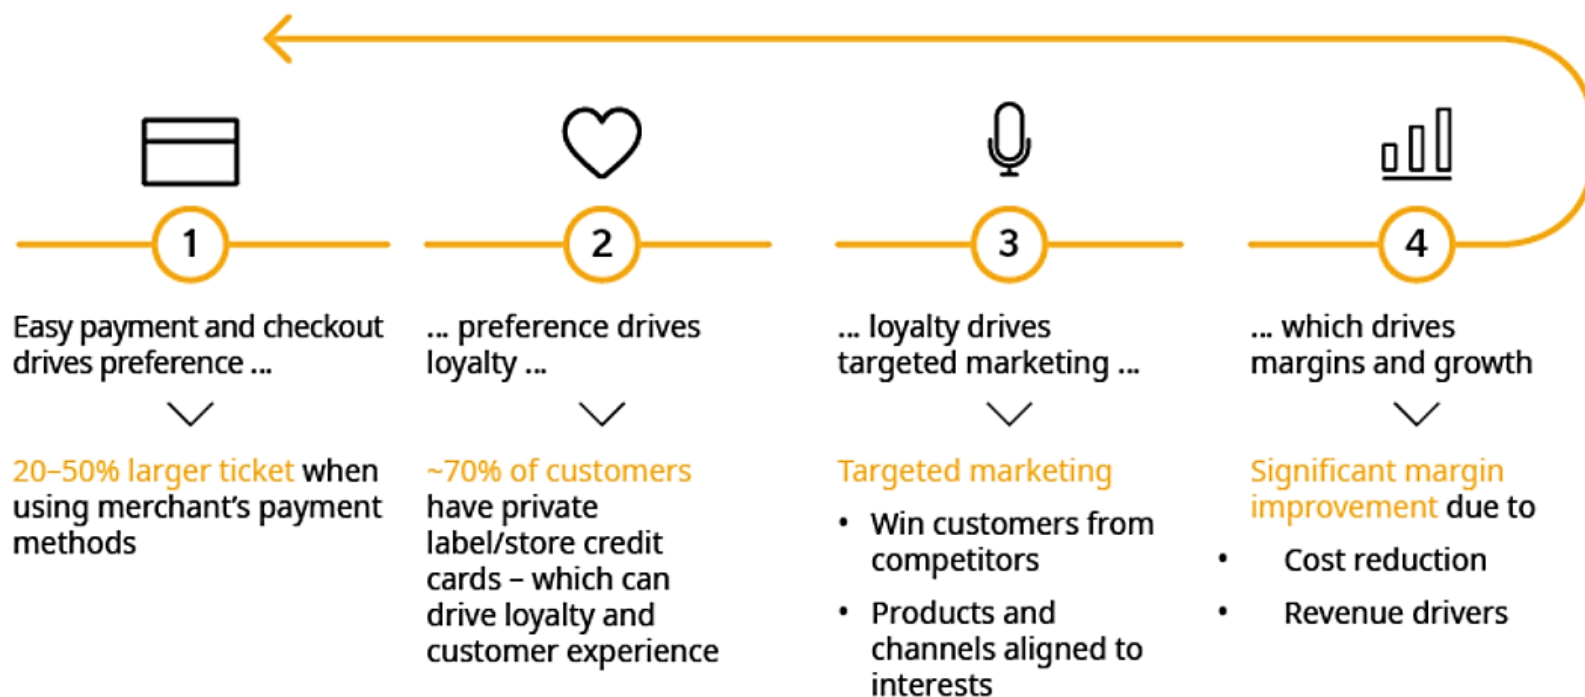 1
Easy payment and checkout
drives preference ...
20–50% larger ticket when
using merchant's payment
methods
2
... preference drives
loyalty ...
~70% of customers
have private
label/store credit
cards – which can
drive loyalty and
customer experience
3
... loyalty drives
targeted marketing ...
Targeted marketing
• Win customers from
competitors
• Products and
channels aligned to
interests
4
... which drives
margins and growth
Significant margin
improvement due to
• Cost reduction
• Revenue drivers